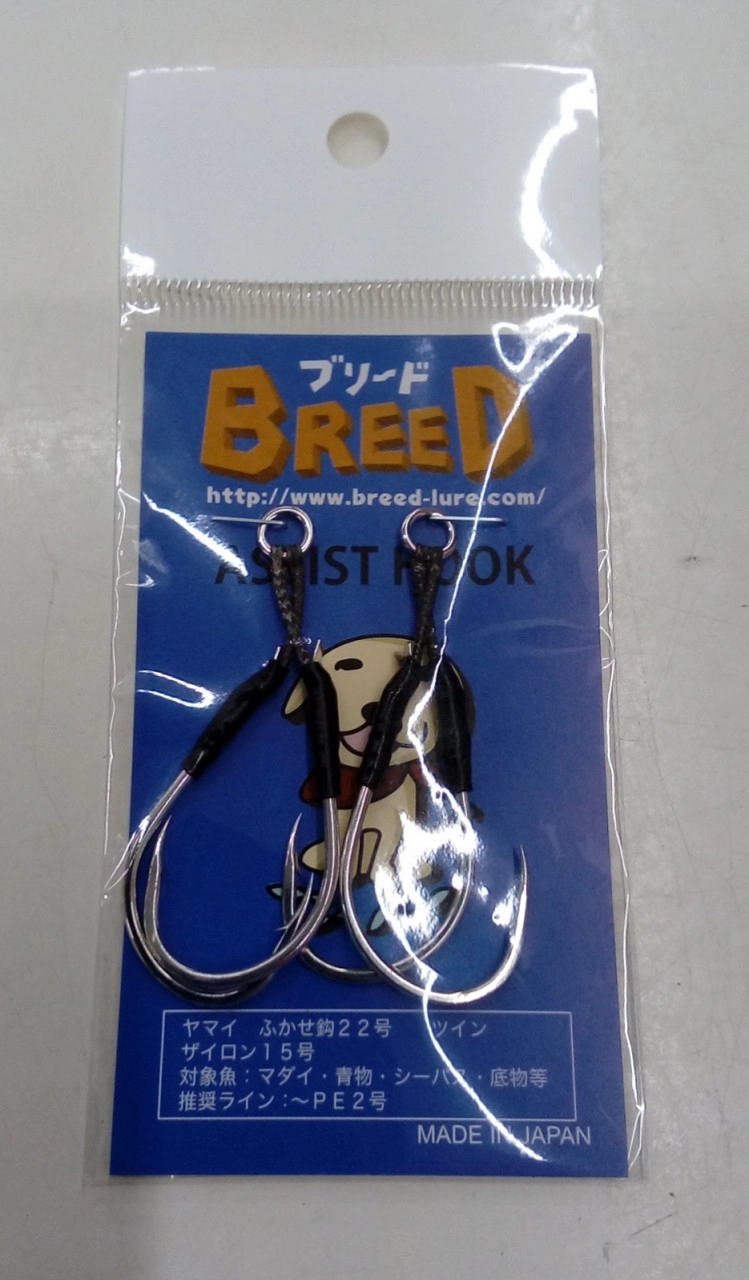 ブリード
BREED
http://www.breed-lure.com/
ASSIST HOOK
ヤマイ ふかせ鈎22号 ツイン
ザイロン15号
対象魚:マダイ・青物・シーバス・底物等
推奨ライン:～PE2号
MADE IN JAPAN